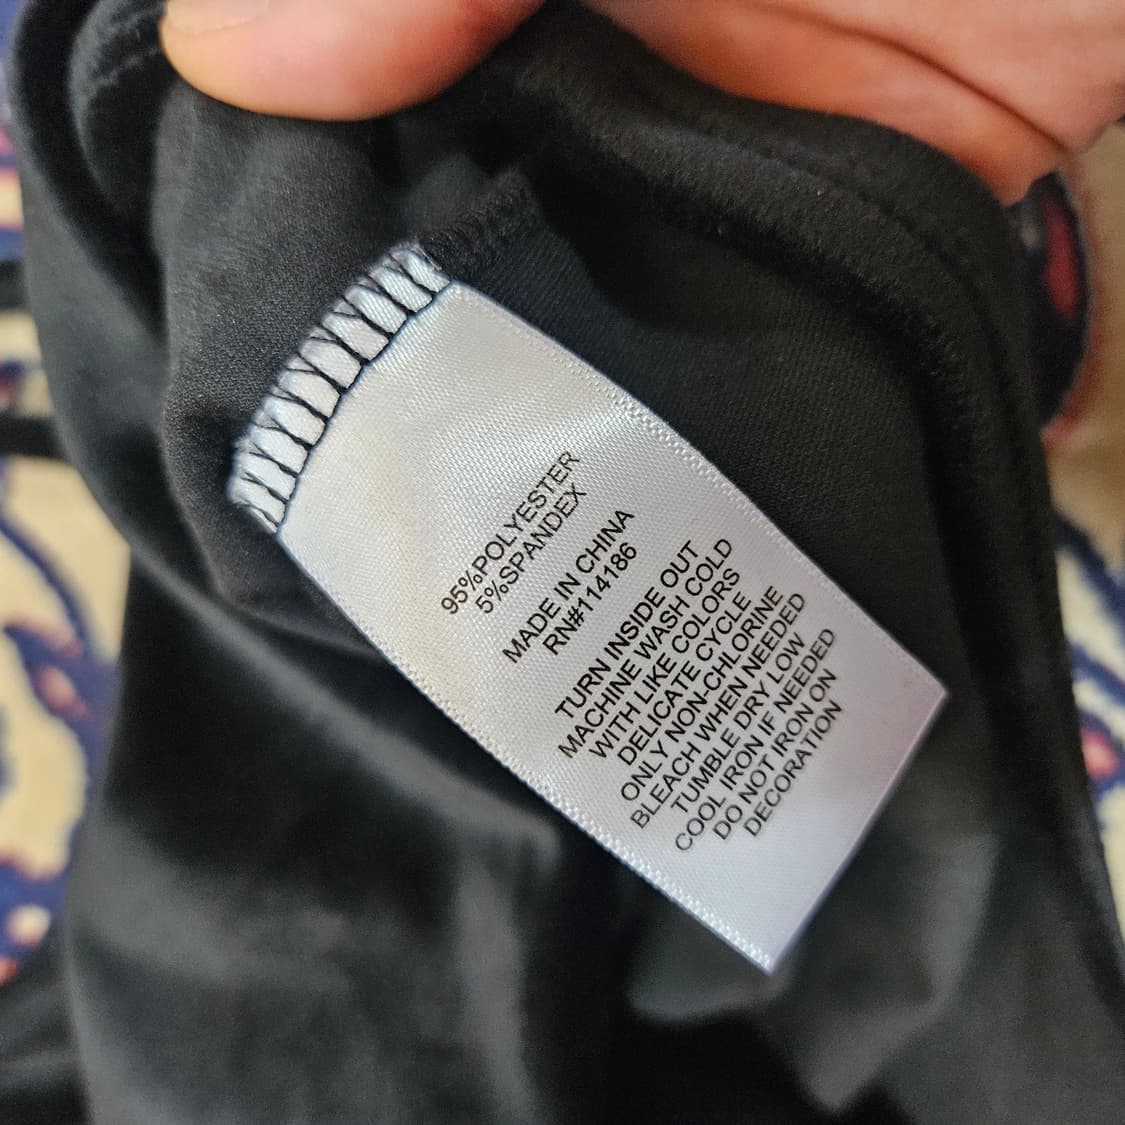 95%POLYESTER
5%SPANDEX
MADE IN CHINA
RN#114186
TURN INSIDE OUT
MACHINE WASH COLD
WITH LIKE COLORS
DELICATE CYCLE
ONLY NON-CHLORINE
BLEACH WHEN NEEDED
TUMBLE DRY LOW
COOL IRON IF NEEDED
DO NOT IRON ON
DECORATION